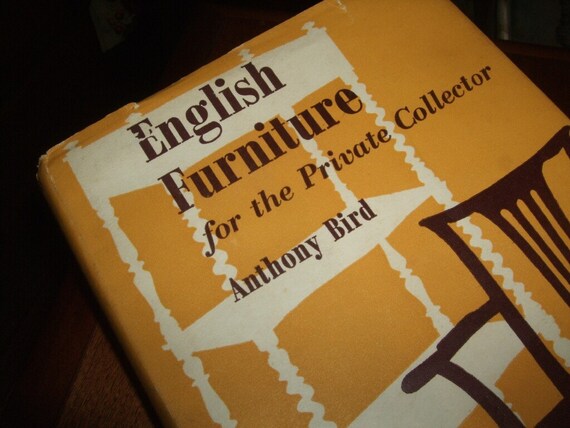 English
Furniture
for the Private Collector
Anthony Bird